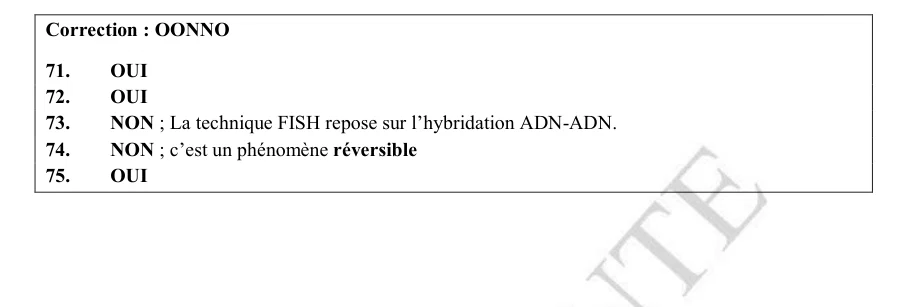 Correction : OONNO
71. OUI
72. OUI
73. NON ; La technique FISH repose sur l’hybridation ADN-ADN.
74. NON ; c’est un phénomène réversible
75. OUI
ITE